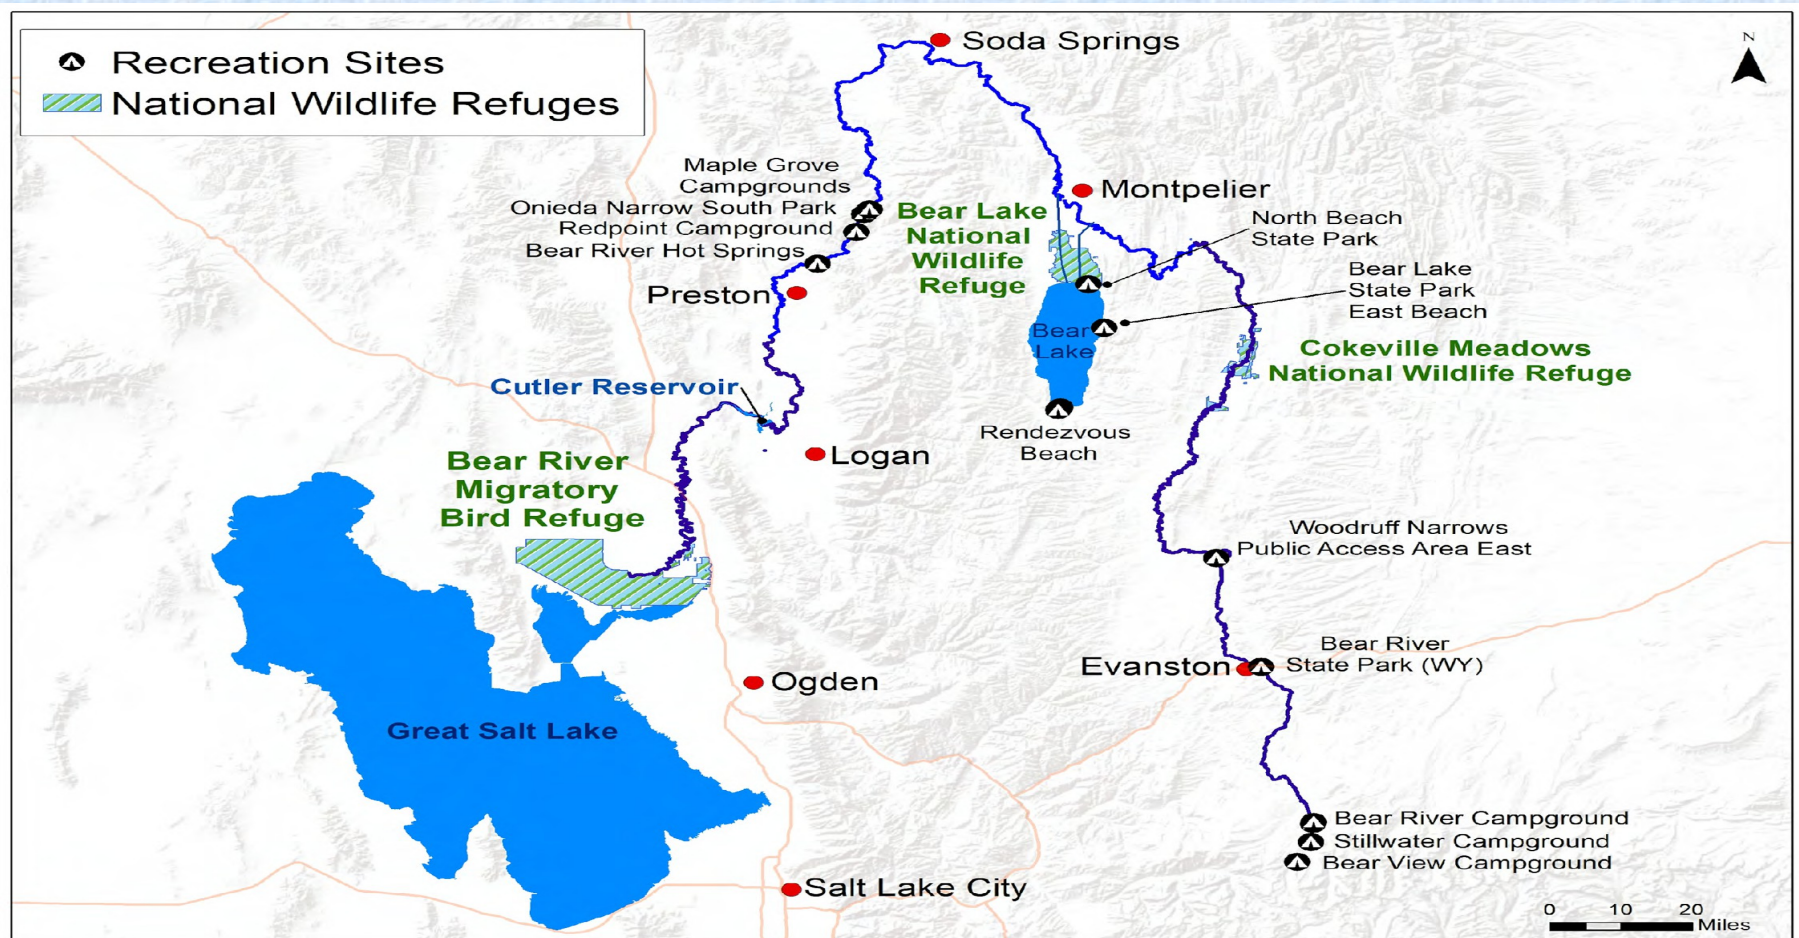 Recreation Sites
National Wildlife Refuges
Soda Springs
N
Maple Grove
Campgrounds
Onieda Narrow South Park
Redpoint Campground
Bear River Hot Springs
Preston
Bear Lake
National
Wildlife
Refuge
Montpelier
North Beach
State Park
Bear Lake
State Park
East Beach
Bear
Lake
Cokeville Meadows
National Wildlife Refuge
Cutler Reservoir
Rendezvous
Beach
Logan
Bear River
Migratory
Bird Refuge
Woodruff Narrows
Public Access Area East
Bear River
State Park (WY)
Evanston
Ogden
Great Salt Lake
Bear River Campground
Stillwater Campground
Bear View Campground
Salt Lake City
0 10 20
Miles